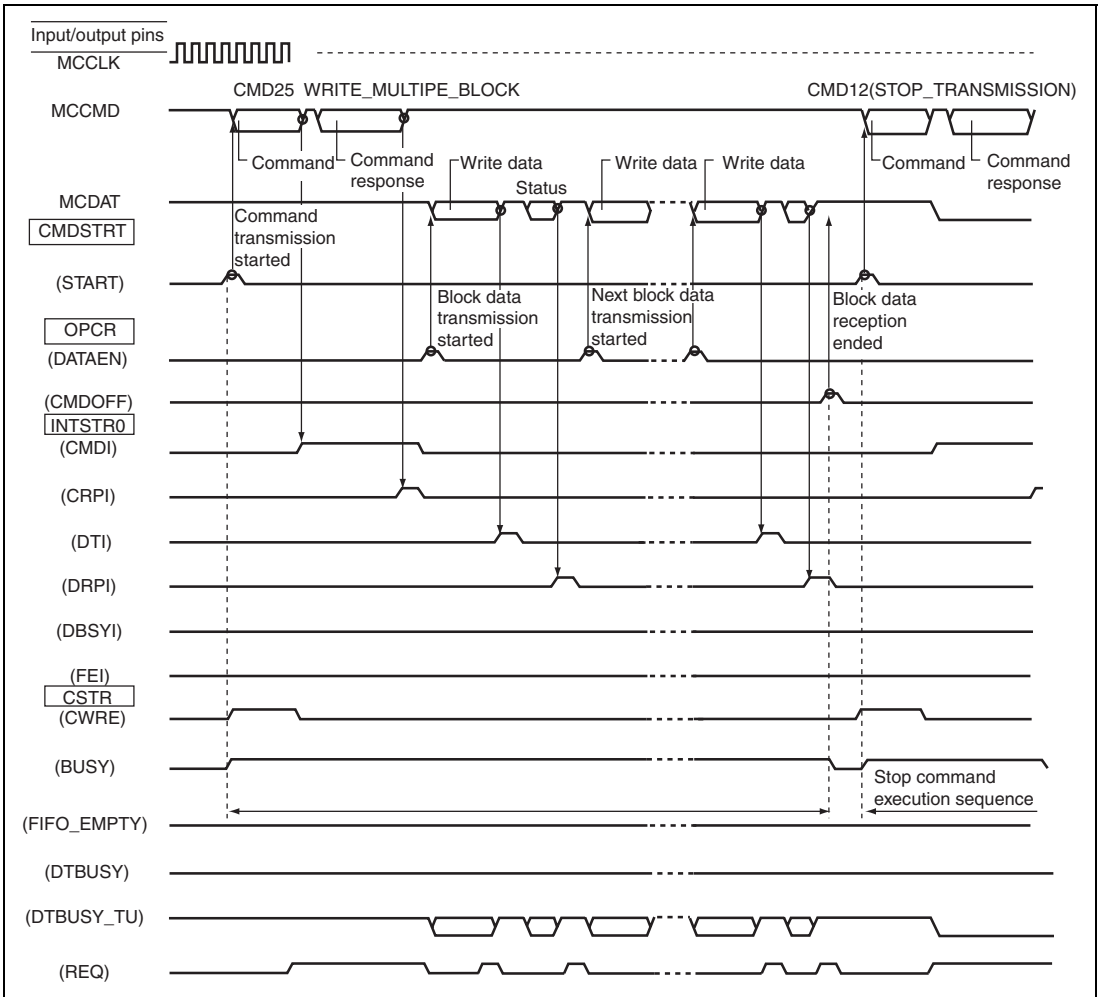 Input/output pins
MCCLK
CMD25 WRITE_MULTIPE_BLOCK
CMD12(STOP_TRANSMISSION)
MCCMD
Command
Command
response
Write data
Write data
Write data
Command
Command
response
Status
MCDAT
CMDSTRT
Command
transmission
started
(START)
Block data
transmission
started
Next block data
transmission
started
Block data
reception
ended
OPCR
(DATAEN)
(CMDOFF)
INTSTR0
(CMDI)
(CRPI)
(DTI)
(DRPI)
(DBSYI)
(FEI)
CSTR
(CWRE)
(BUSY)
Stop command
execution sequence
(FIFO_EMPTY)
(DTBUSY)
(DTBUSY_TU)
(REQ)